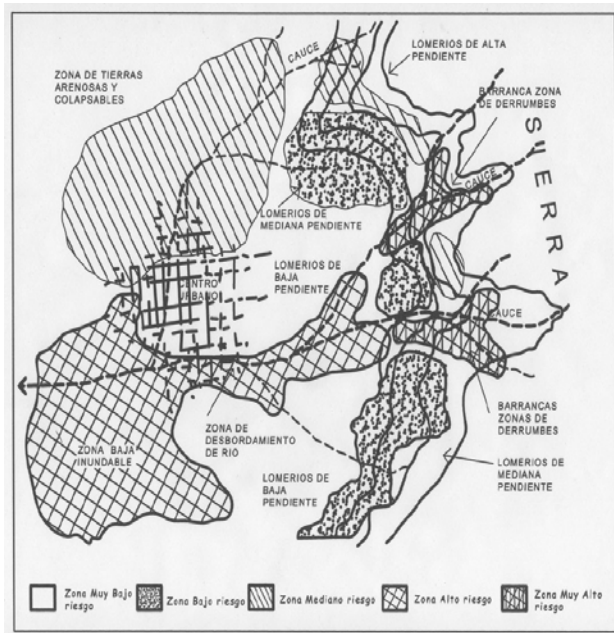 CAUCE
LOMERIOS DE ALTA
PENDIENTE
ZONA DE TIERRAS
ARENOSAS Y
COLAPSABLES
BARRANCA ZONA
DE DERRUMBES
SIERRA
CAUCE
LOMERIOS DE
MEDIANA PENDIENTE
LOMERIOS DE
BAJA
PENDIENTE
CENTRO
URBANO
CAUCE
ZONA DE
DESBORDAMIENTO
DE RIO
BARRANCAS
ZONAS DE
DERRUMBES
ZONA BAJA
INUNDABLE
LOMERIOS DE
BAJA
PENDIENTE
LOMERIOS DE
MEDIANA
PENDIENTE
Zona Muy Bajo
riesgo
Zona Bajo riesgo
Zona Mediano riesgo
Zona Alto riesgo
Zona Muy Alto
riesgo